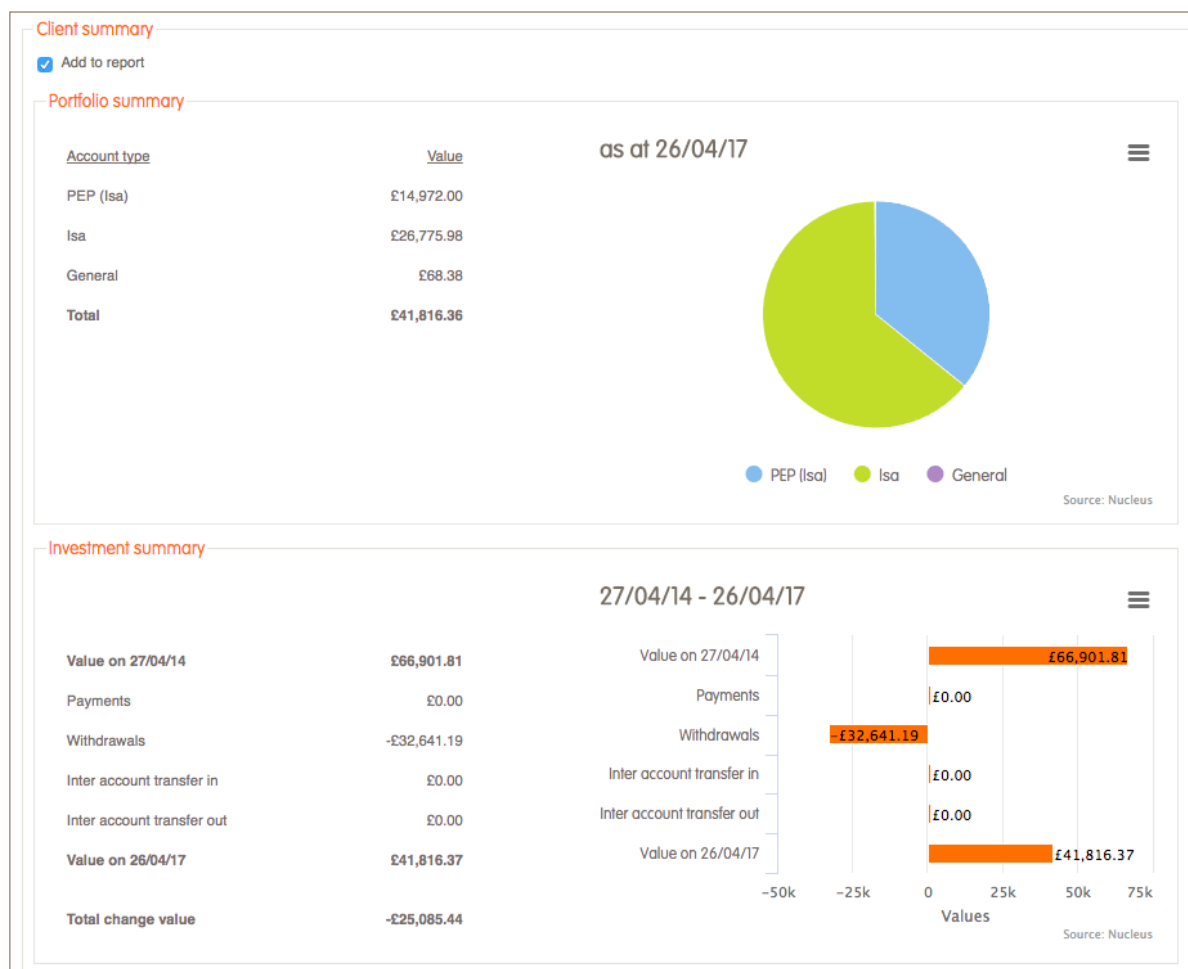 Client summary
Add to report
Portfolio summary
Account type Value
PEP (Isa) £14,972.00
Isa £26,775.98
General £68.38
Total £41,816.36
as at 26/04/17
PEP (Isa) Isa General
Source: Nucleus
Investment summary
Value on 27/04/14 £66,901.81
Payments £0.00
Withdrawals -£32,641.19
Inter account transfer in £0.00
Inter account transfer out £0.00
Value on 26/04/17 £41,816.37
Total change value -£25,085.44
27/04/14 - 26/04/17
Value on 27/04/14 £66,901.81
Payments £0.00
Withdrawals -£32,641.19
Inter account transfer in £0.00
Inter account transfer out £0.00
Value on 26/04/17 £41,816.37
-50k -25k 0 25k 50k 75k
Values
Source: Nucleus